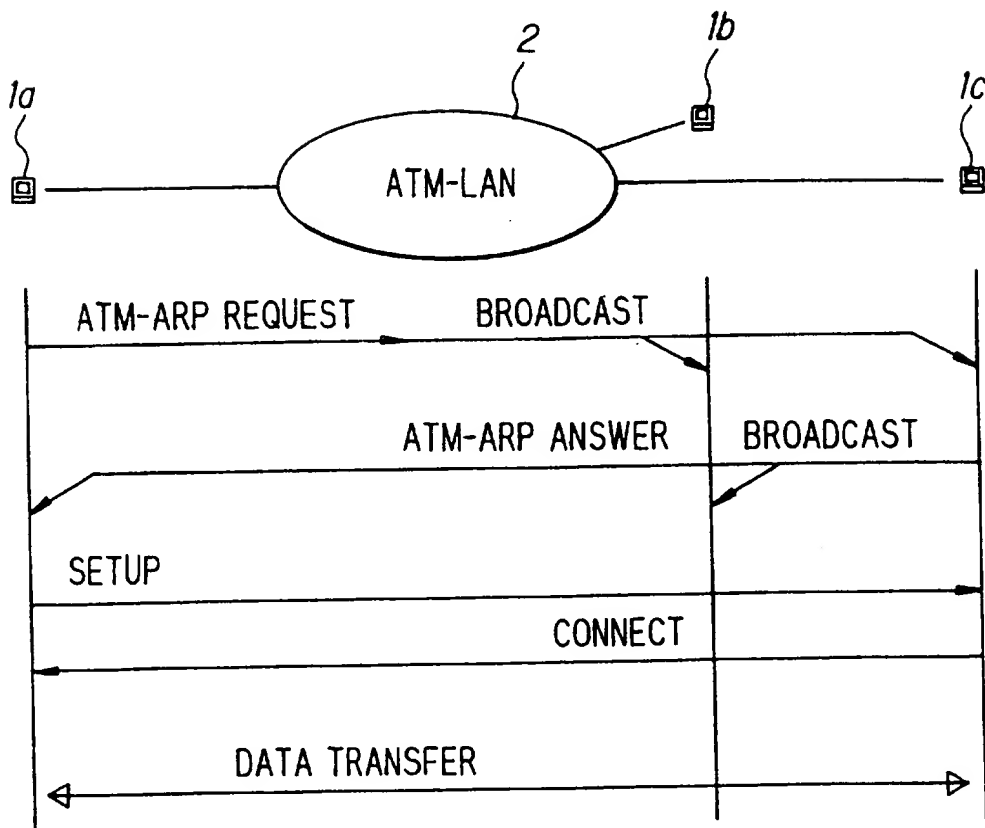 2
1b
1a
1c
ATM-LAN
ATM-ARP REQUEST BROADCAST
ATM-ARP ANSWER BROADCAST
SETUP
CONNECT
DATA TRANSFER